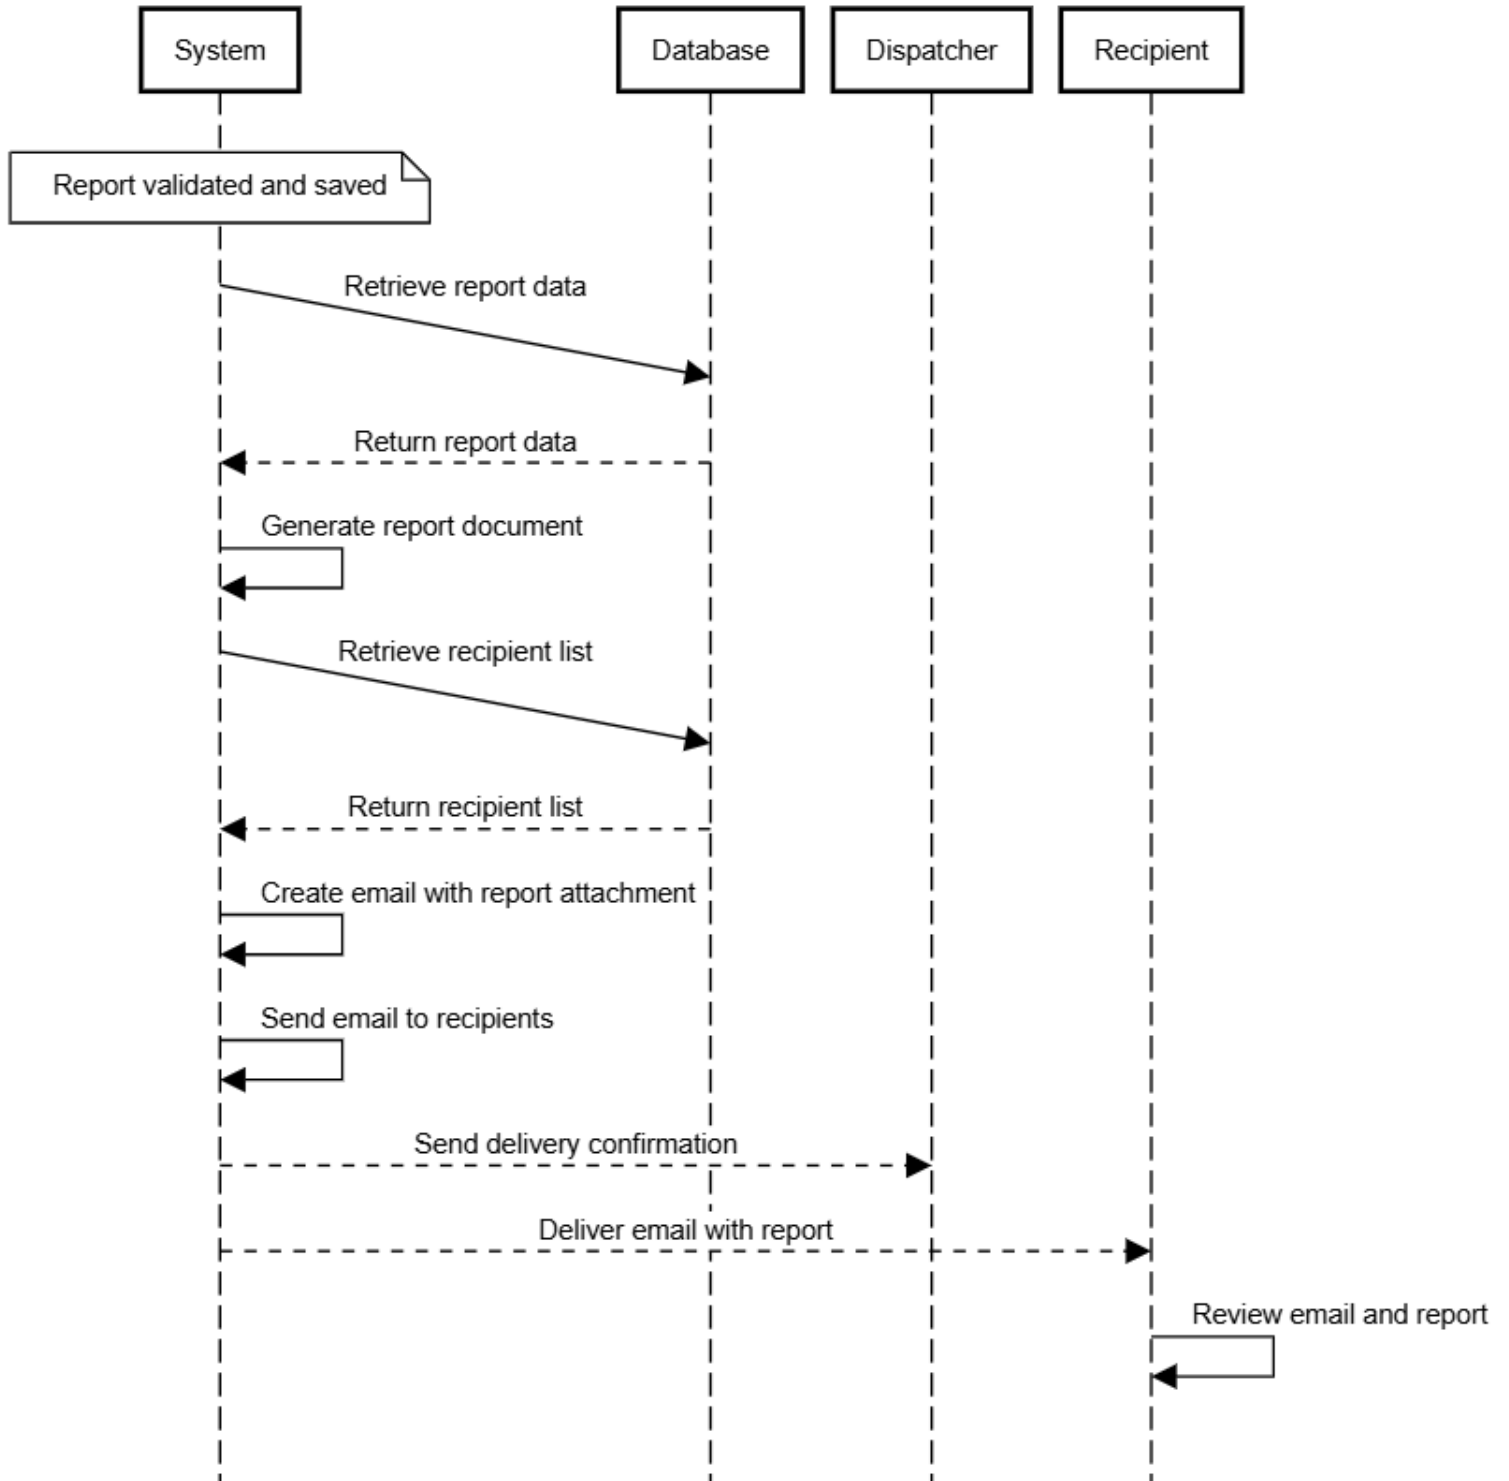 System
Database
Dispatcher
Recipient
Report validated and saved
Retrieve report data
Return report data
Generate report document
Retrieve recipient list
Return recipient list
Create email with report attachment
Send email to recipients
Send delivery confirmation
Deliver email with report
Review email and report